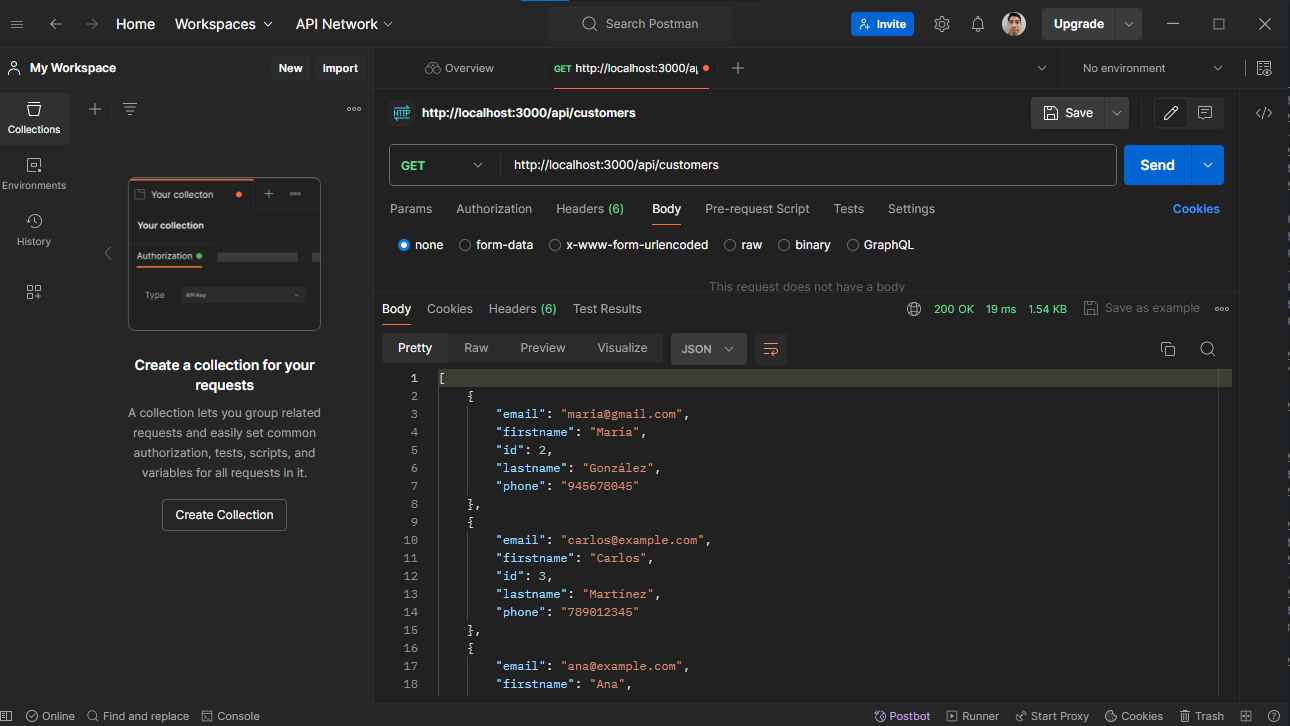 Home Workspaces API Network Search Postman Invite Upgrade
My Workspace New Import Overview GET http://localhost:3000/a No environment
Collections
Environments
History
Your collecton
Your collection
Authorization
Type API Key
Create a collection for your
requests
A collection lets you group related
requests and easily set common
authorization, tests, scripts, and
variables for all requests in it.
Create Collection
HTTP http://localhost:3000/api/customers Save
GET http://localhost:3000/api/customers Send
Params Authorization Headers (6) Body Pre-request Script Tests Settings Cookies
none form-data x-www-form-urlencoded raw binary GraphQL
This request does not have a body
Body Cookies Headers (6) Test Results 200 OK 19 ms 1.54 KB Save as example
Pretty Raw Preview Visualize JSON
1 [
2 {
3 "email": "maria@gmail.com",
4 "firstname": "María",
5 "id": 2,
6 "lastname": "González",
7 "phone": "945678045"
8 },
9 {
10 "email": "carlos@example.com",
11 "firstname": "Carlos",
12 "id": 3,
13 "lastname": "Martínez",
14 "phone": "789012345"
15 },
16 {
17 "email": "ana@example.com",
18 "firstname": "Ana",
Online Find and replace Console Postbot Runner Start Proxy Cookies Trash